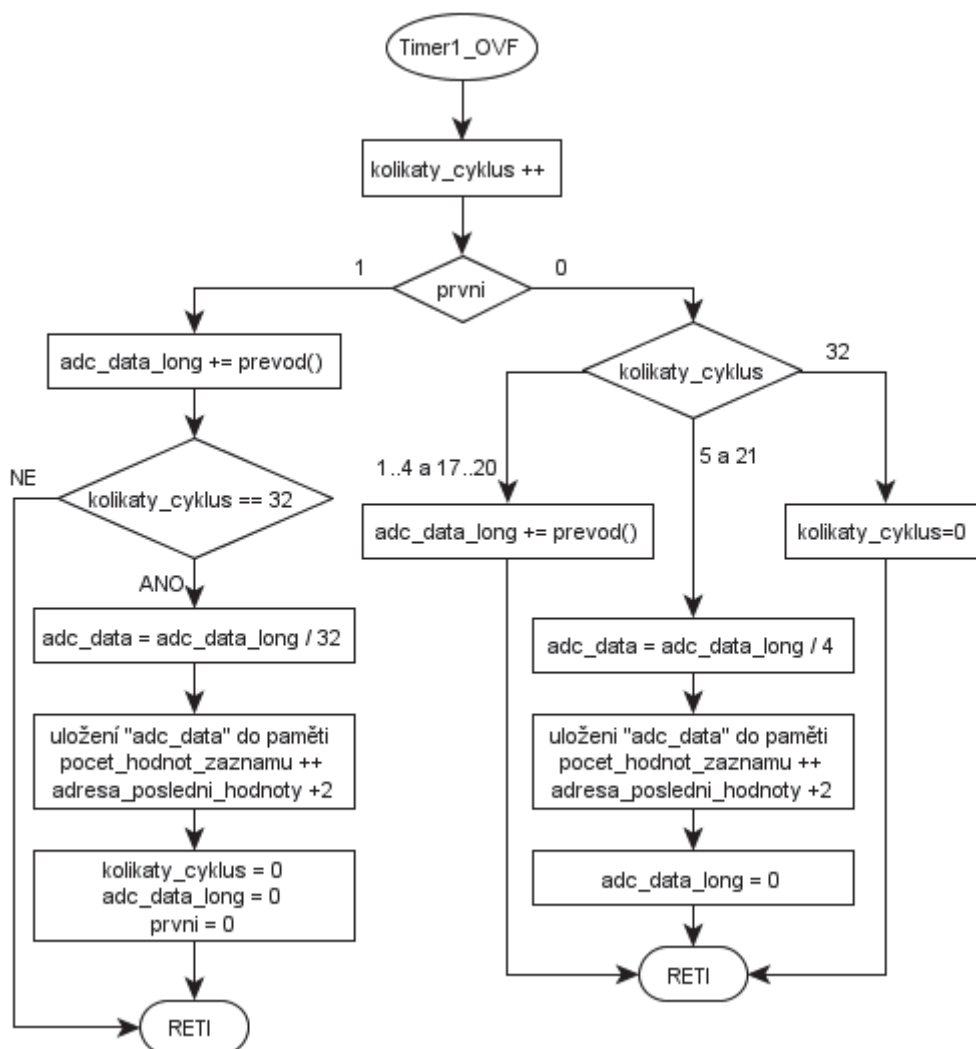 Timer1_OVF
kolikaty_cyklus ++
1
0
prvni
adc_data_long += prevod()
kolikaty_cyklus
32
NE
kolikaty_cyklus == 32
1..4 a 17..20
5 a 21
adc_data_long += prevod()
kolikaty_cyklus=0
ANO
adc_data = adc_data_long / 32
adc_data = adc_data_long / 4
uložení "adc_data" do paměti
pocet_hodnot_zaznamu ++
adresa_posledni_hodnoty +2
uloženi "adc_data" do paměti
pocet_hodnot_zaznamu ++
adresa_posledni_hodnoty +2
kolikaty_cyklus = 0
adc_data_long = 0
prvni = 0
adc_data_long = 0
RETI
RETI